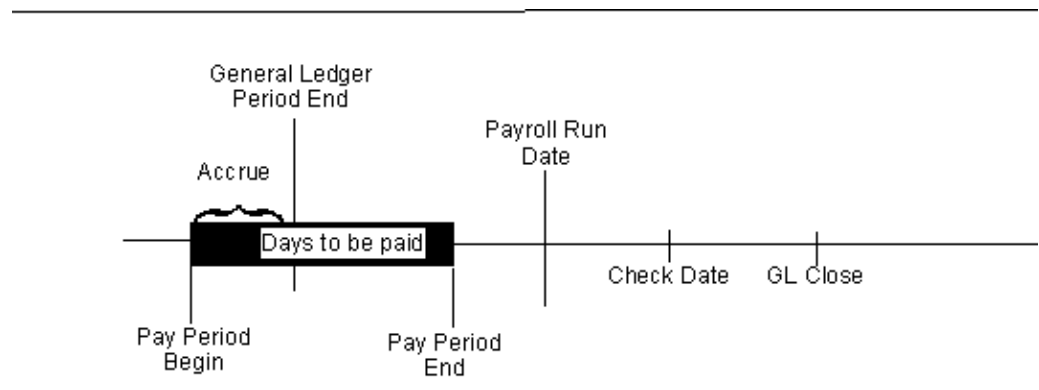 General Ledger
Period End
Payroll Run
Date
Accrue
Days to be paid
Check Date
GL Close
Pay Period
Begin
Pay Period
End